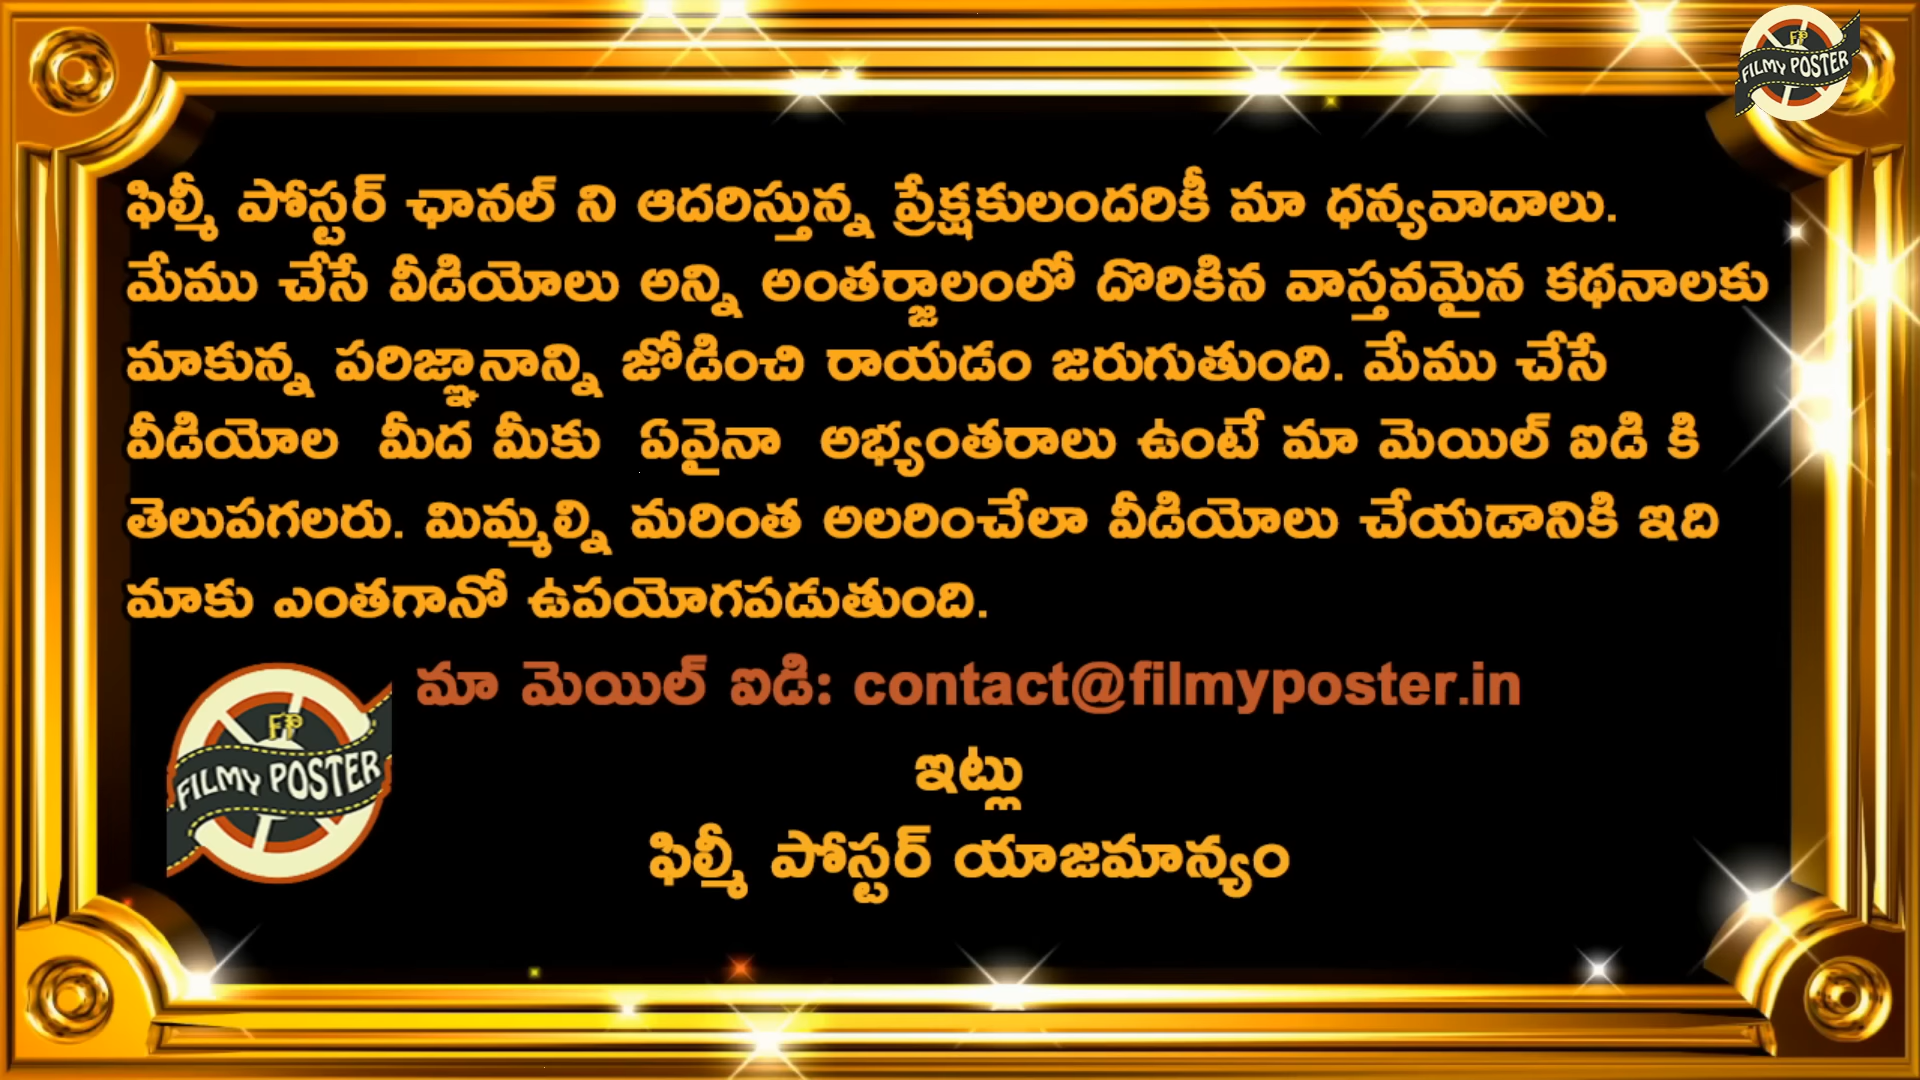 FP
FILMY POSTER
ఫిల్మీ పోస్టర్ ఛానల్ ని ఆదరిస్తున్న ప్రేక్షకులందరికీ మా ధన్యవాదాలు.
మేము చేసే వీడియోలు అన్ని అంతర్జాలంలో దొరికిన వాస్తవమైన కథనాలకు
మాకున్న పరిజ్ఞానాన్ని జోడించి రాయడం జరుగుతుంది. మేము చేసే
వీడియోల మీద మీకు ఏవైనా అభ్యంతరాలు ఉంటే మా మెయిల్ ఐడి కి
తెలుపగలరు. మిమ్మల్ని మరింత అలరించేలా వీడియోలు చేయడానికి ఇది
మాకు ఎంతగానో ఉపయోగపడుతుంది.
మా మెయిల్ ఐడి: contact@filmyposter.in
FP
FILMY POSTER
ఇట్లు
ఫిల్మీ పోస్టర్ యాజమాన్యం